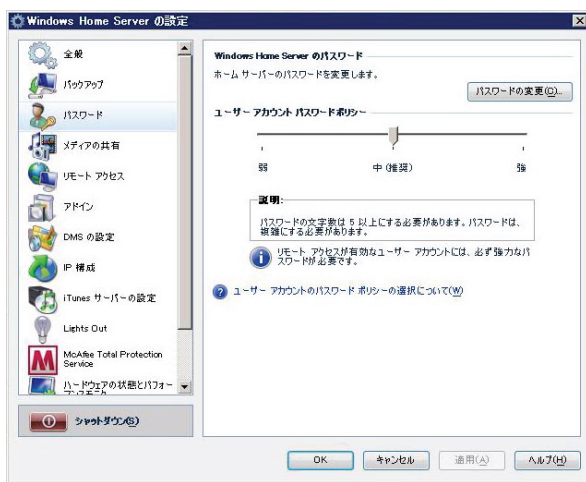 Windows Home Server の設定
全般
バックアップ
パスワード
メディアの共有
リモート アクセス
アドイン
DMS の設定
IP 構成
iTunes サーバーの設定
Lights Out
McAfee Total Protection
Service
ハードウェアの状態とパフォー
マンスモニタ
シャットダウン(S)
Windows Home Server のパスワード
ホーム サーバーのパスワードを変更します。
パスワードの変更(C)...
ユーザー アカウント パスワード ポリシー
弱
中 (推奨)
強
説明:
パスワードの文字数は 5 以上にする必要があります。パスワードは、
複雑にする必要があります。
リモート アクセスが有効なユーザー アカウントには、必ず強力なパ
スワードが必要です。
ユーザー アカウントのパスワード ポリシーの選択について(W)
OK
キャンセル
適用(A)
ヘルプ(H)